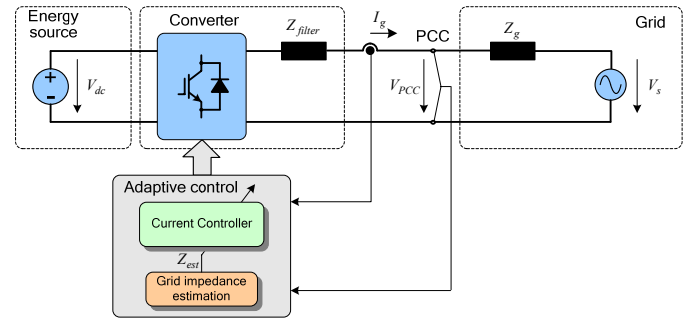 Energy
source
Converter
Z_filter
I_g
PCC
Z_g
Grid
+
-
V_dc
V_PCC
V_s
Adaptive control
Current Controller
Z_est
Grid impedance
estimation